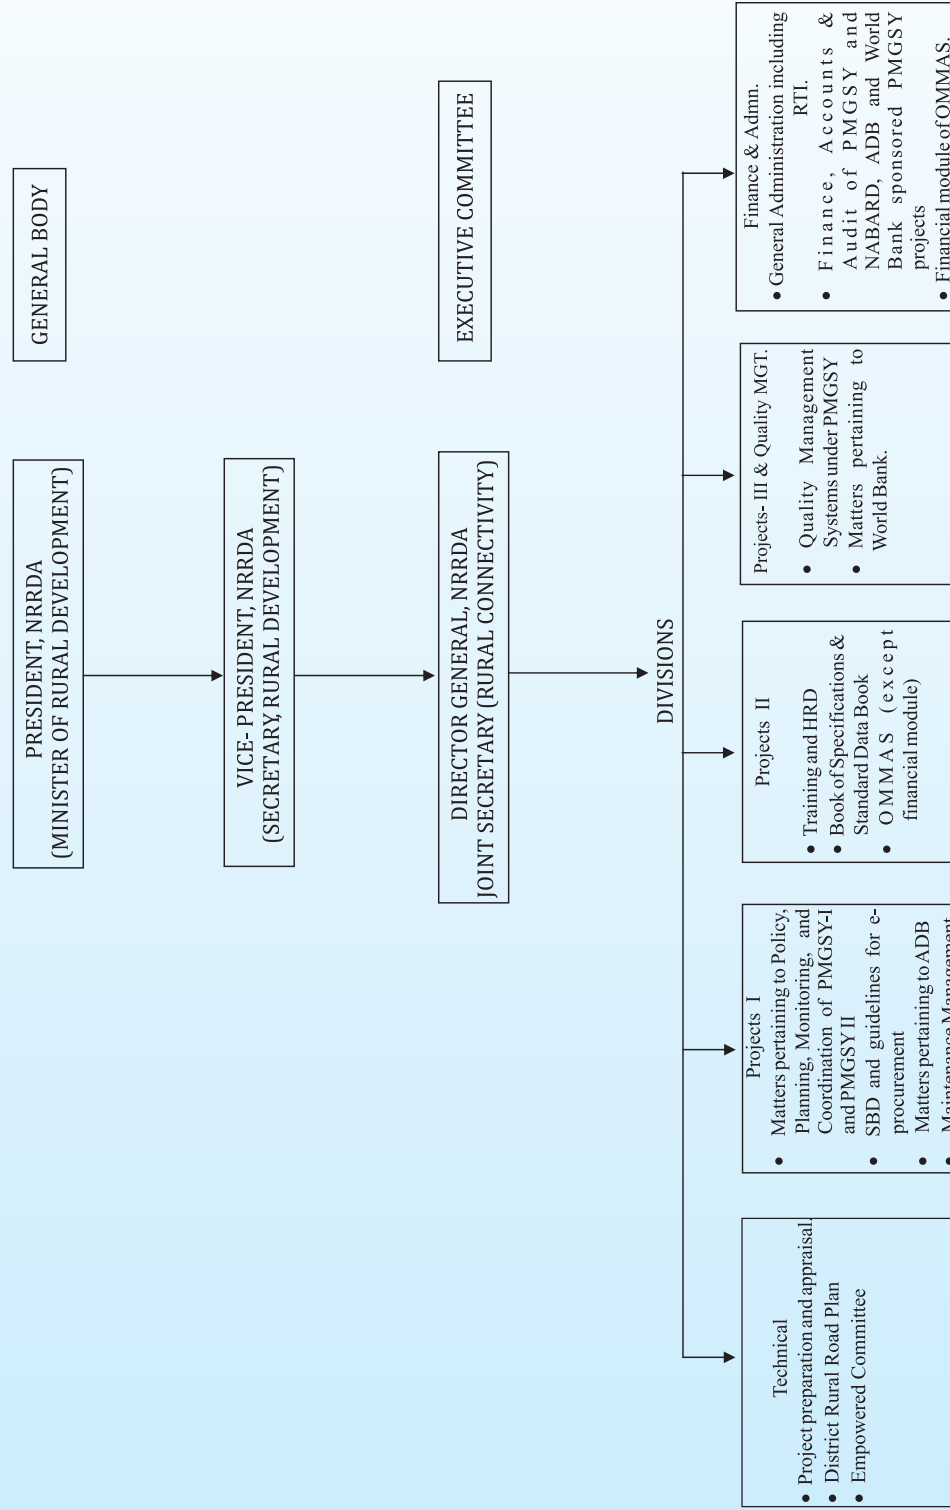 PRESIDENT, NRRDA
(MINISTER OF RURAL DEVELOPMENT)
GENERAL BODY
VICE- PRESIDENT, NRRDA
(SECRETARY, RURAL DEVELOPMENT)
DIRECTOR GENERAL, NRRDA
JOINT SECRETARY (RURAL CONNECTIVITY)
EXECUTIVE COMMITTEE
DIVISIONS
Technical
• Project preparation and appraisal.
• District Rural Road Plan
• Empowered Committee
Projects I
• Matters pertaining to Policy,
Planning, Monitoring, and
Coordination of PMGSY-I
and PMGSY II
• SBD and guidelines for e-
procurement
• Matters pertaining to ADB
• Maintenance Management
Projects II
• Training and HRD
• Book of Specifications &
Standard Data Book
• OMMAS (except
financial module)
Projects- III & Quality MGT.
• Quality Management
Systems under PMGSY
• Matters pertaining to
World Bank.
Finance & Admn.
• General Administration including
RTI.
• Finance, Accounts &
Audit of PMGSY and
NABARD, ADB and World
Bank sponsored PMGSY
projects
• Financial module of OMMAS.